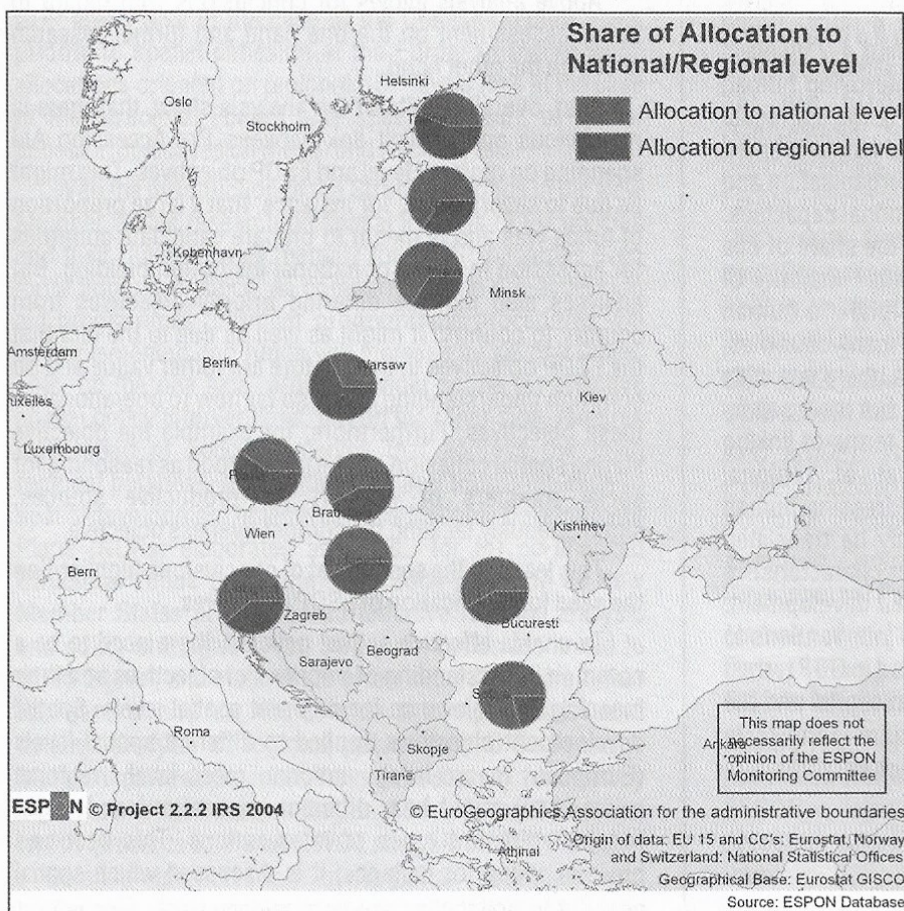 Share of Allocation to
National/Regional level
Allocation to national level
Allocation to regional level
Helsinki
Oslo
Stockholm
København
Minsk
Amsterdam
Berlin
Warsaw
Kiev
ruxelles
Luxembourg
Wien
Kishinev
Bern
Zagreb
Bucuresti
Beograd
Sarajevo
Roma
Skopje
Tirane
Ankara
Athinai
This map does not
necessarily reflect the
opinion of the ESPON
Monitoring Committee
ESPON © Project 2.2.2 IRS 2004
© EuroGeographics Association for the administrative boundaries
Origin of data: EU 15 and CC's: Eurostat, Norway
and Switzerland: National Statistical Offices
Geographical Base: Eurostat GISCO
Source: ESPON Database